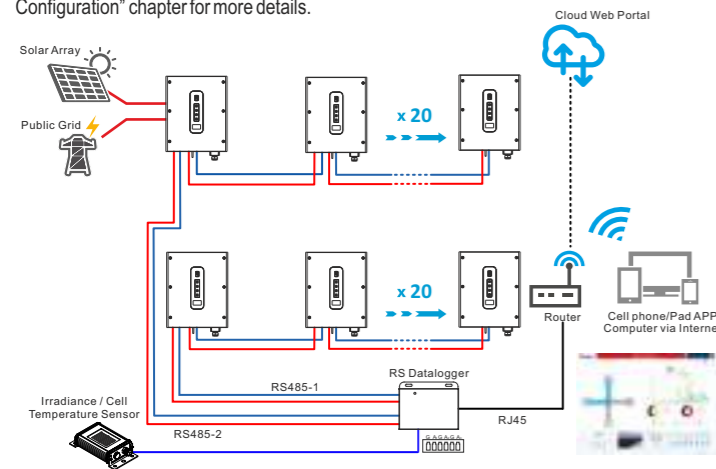 Configuration” chapter for more details.
Cloud Web Portal
Solar Array
x 20
Public Grid
x 20
Router
Cell phone/Pad APP
Computer via Interne
RS Datalogger
RS485-1
Irradiance / Cell
Temperature Sensor
RJ45
RS485-2
G A G A G A